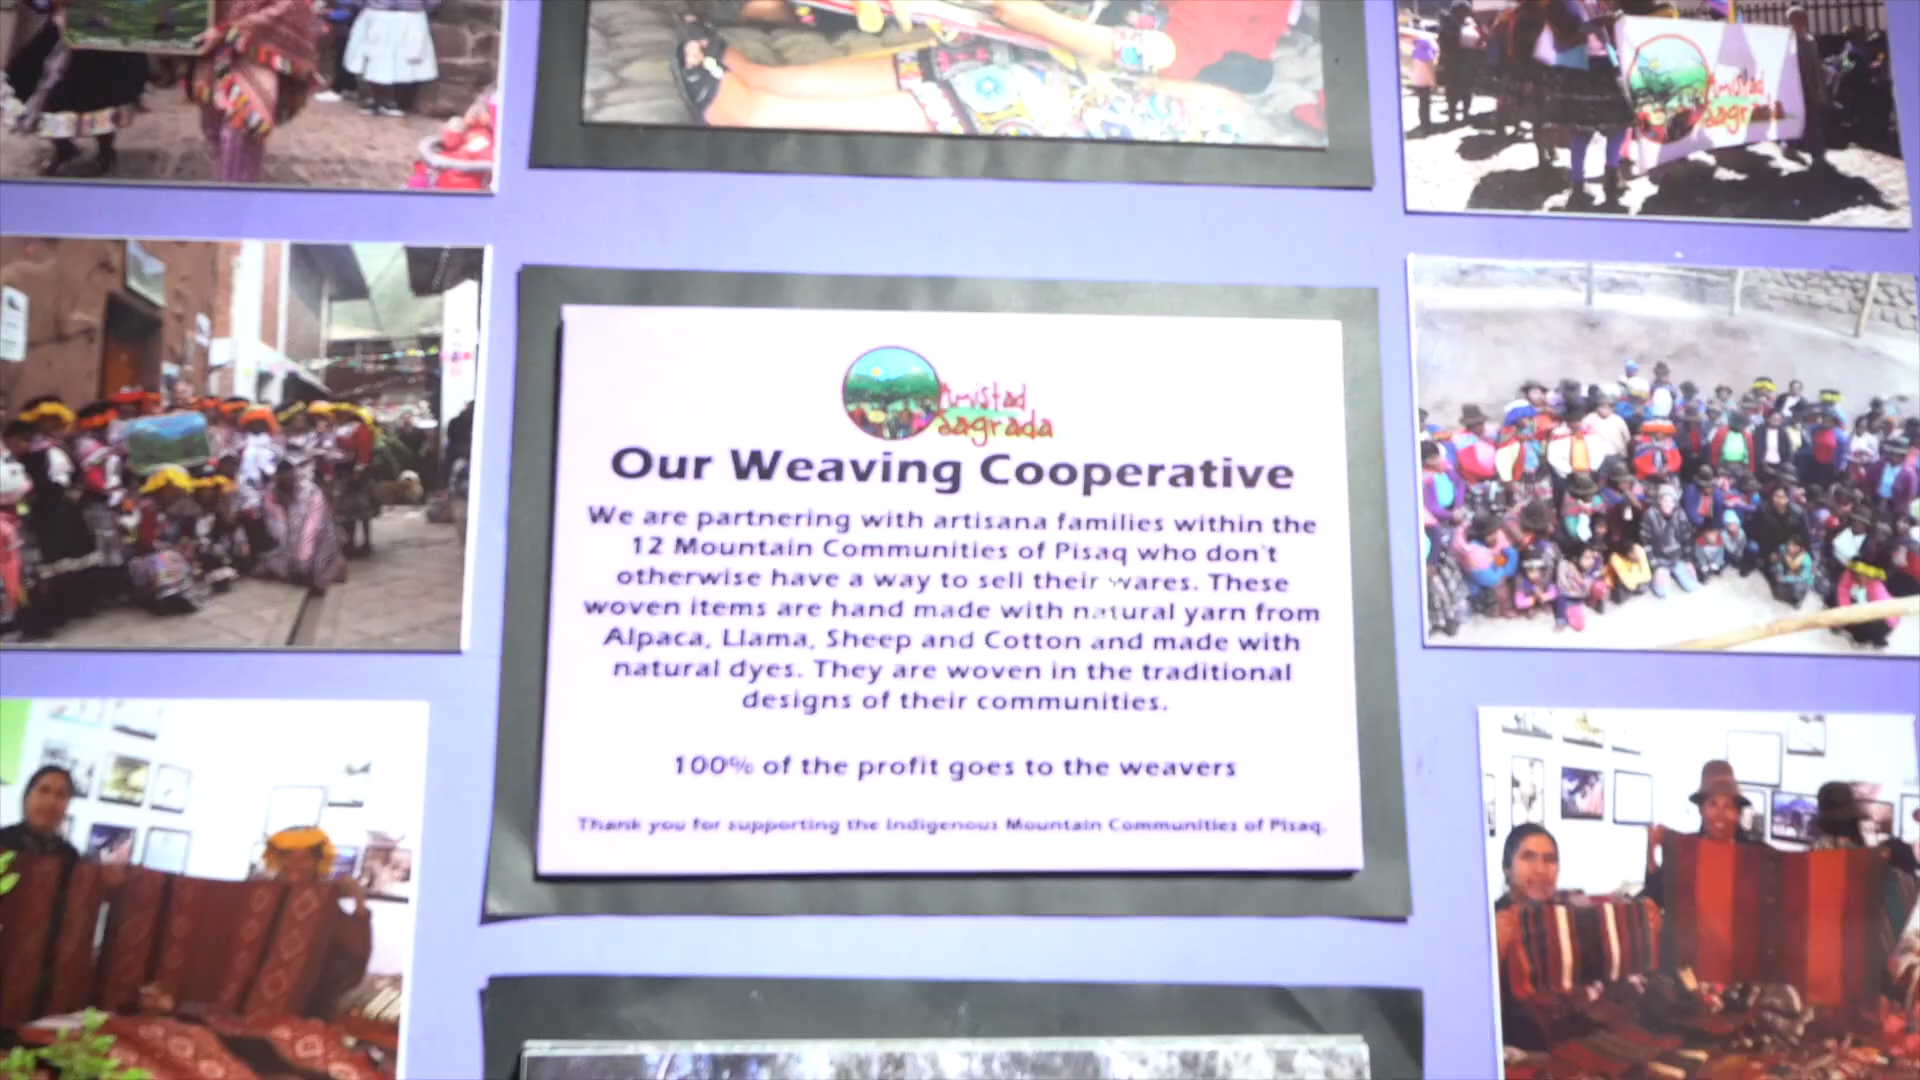 Amistad
Sagrada
Amistad
Sagrada
Our Weaving Cooperative
We are partnering with artisana families within the
12 Mountain Communities of Pisaq who don't
otherwise have a way to sell their wares. These
woven items are hand made with natural yarn from
Alpaca, Llama, Sheep and Cotton and made with
natural dyes. They are woven in the traditional
designs of their communities.
100% of the profit goes to the weavers
Thank you for supporting the Indigenous Mountain Communities of Pisaq.